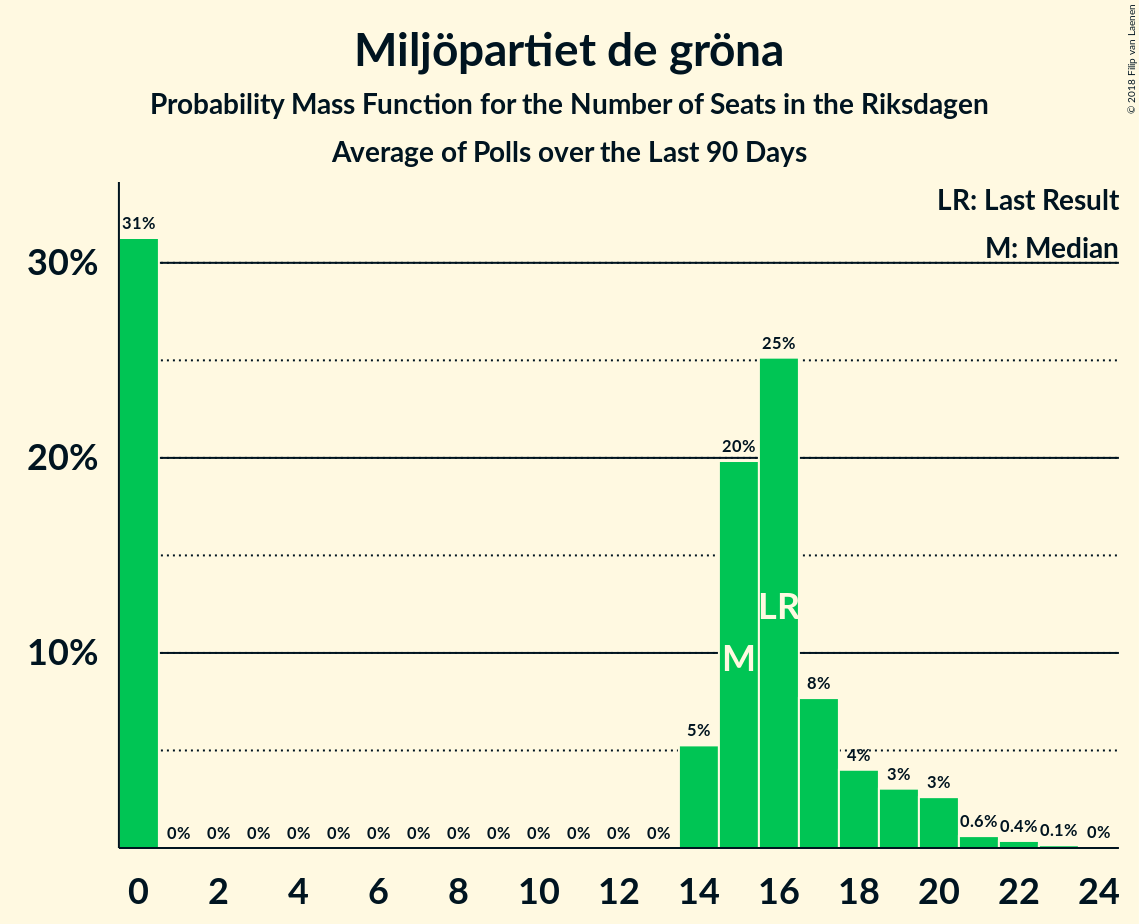 Miljöpartiet de gröna
Probability Mass Function for the Number of Seats in the Riksdagen
Average of Polls over the Last 90 Days
© 2018 Filip van Laenen
LR: Last Result
M: Median
31%
30%
25%
20%
20%
LR
M
10%
8%
5%
4%
3%
3%
0% 0% 0% 0% 0% 0% 0% 0% 0% 0% 0% 0% 0% 0.6% 0.4% 0.1% 0%
0 2 4 6 8 10 12 14 16 18 20 22 24